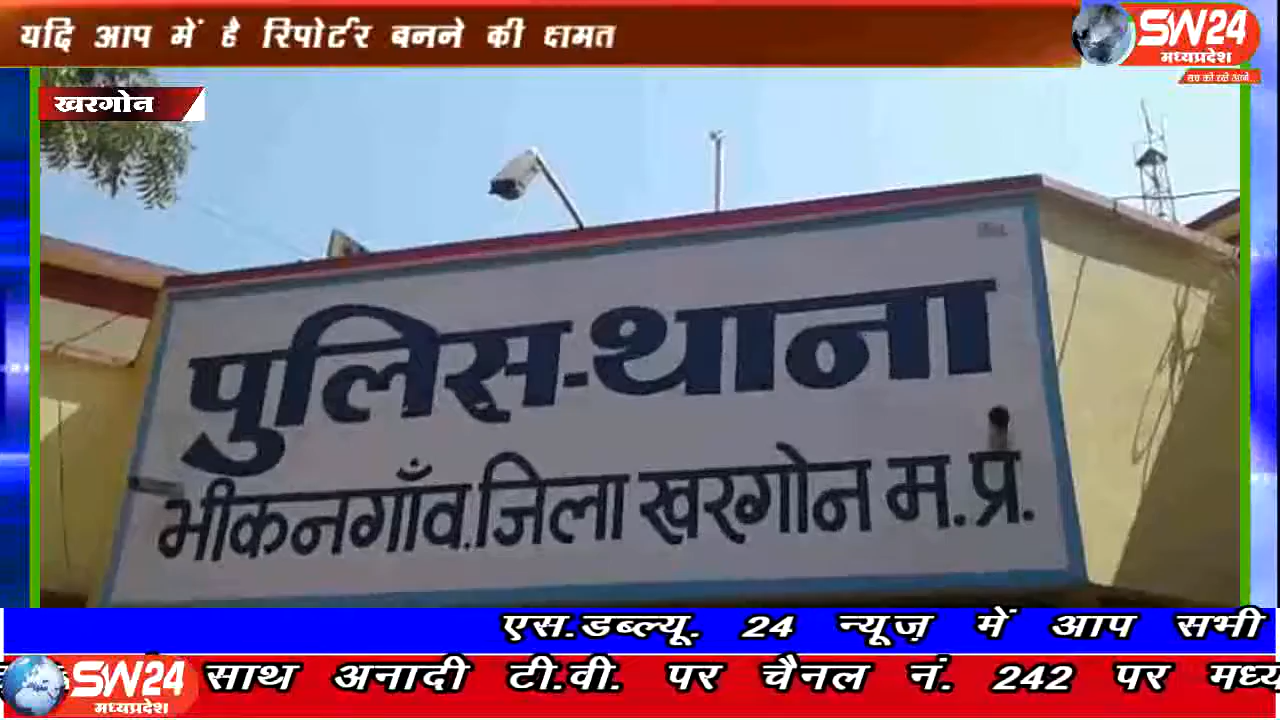 यदि आप में है रिपोर्टर बनने की क्षमत
SW24
मध्यप्रदेश
खरगोन
पुलिस-थाना
भीकनगाँव.जिला खरगोन म.प्र.
एस.डब्ल्यू. 24 न्यूज़ में आप सभी
साथ अनादी टी.वी. पर चैनल नं. 242 पर मध्य
SW24
मध्यप्रदेश